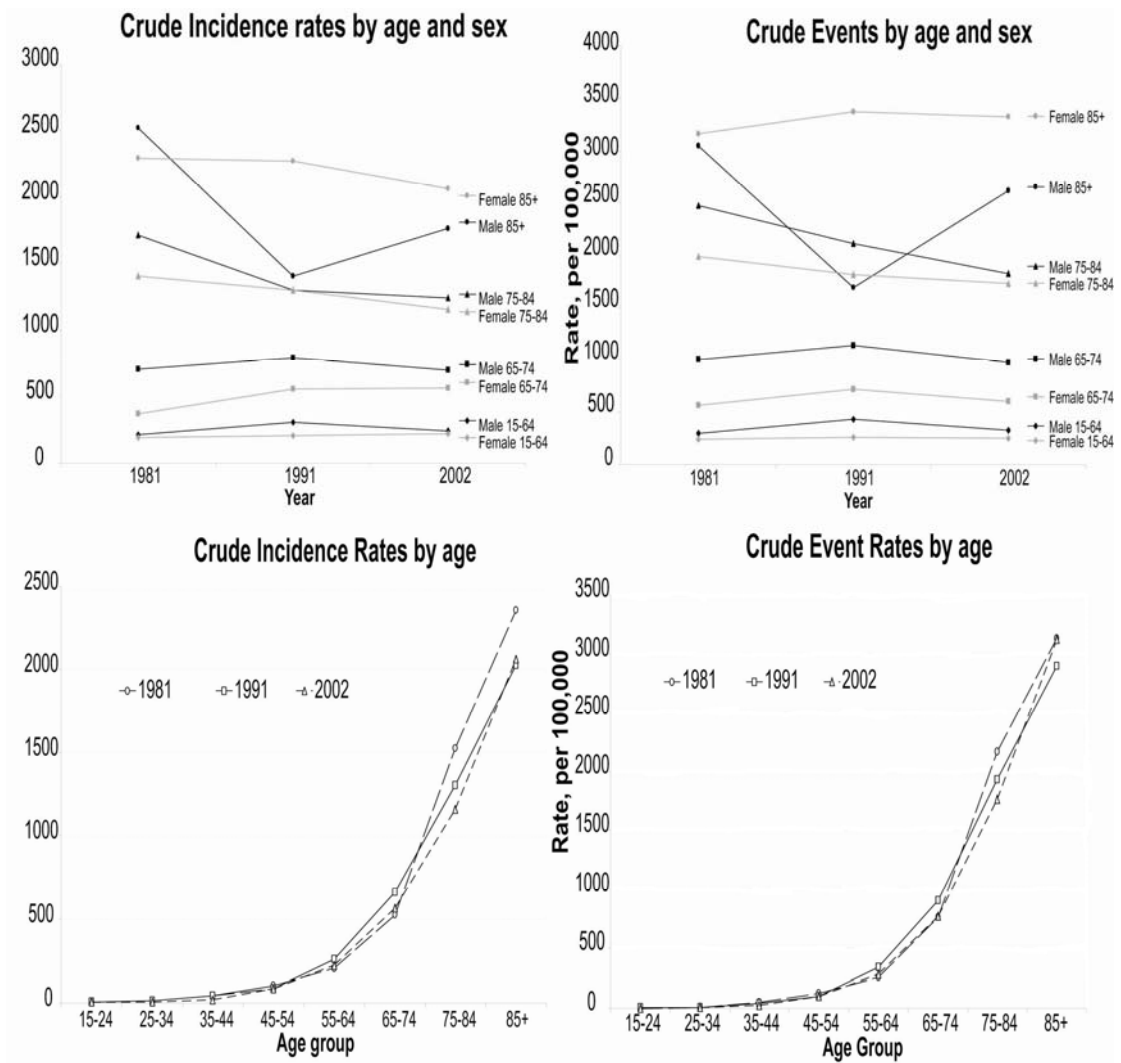 Crude Incidence rates by age and sex
3000
2500
2000
1500
1000
500
0
Female 85+
Male 85+
Male 75-84
Female 75-84
Male 65-74
Female 65-74
Male 15-64
Female 15-64
1981 1991 2002
Year
Crude Events by age and sex
Rate, per 100,000
4000
3500
3000
2500
2000
1500
1000
500
0
Female 85+
Male 85+
Male 75-84
Female 75-84
Male 65-74
Female 65-74
Male 15-64
Female 15-64
1981 1991 2002
Year
Crude Incidence Rates by age
2500
2000
1500
1000
500
0
1981 1991 2002
15-24 25-34 35-44 45-54 55-64 65-74 75-84 85+
Age group
Crude Event Rates by age
Rate, per 100,000
3500
3000
2500
2000
1500
1000
500
0
1981 1991 2002
15-24 25-34 35-44 45-54 55-64 65-74 75-84 85+
Age Group